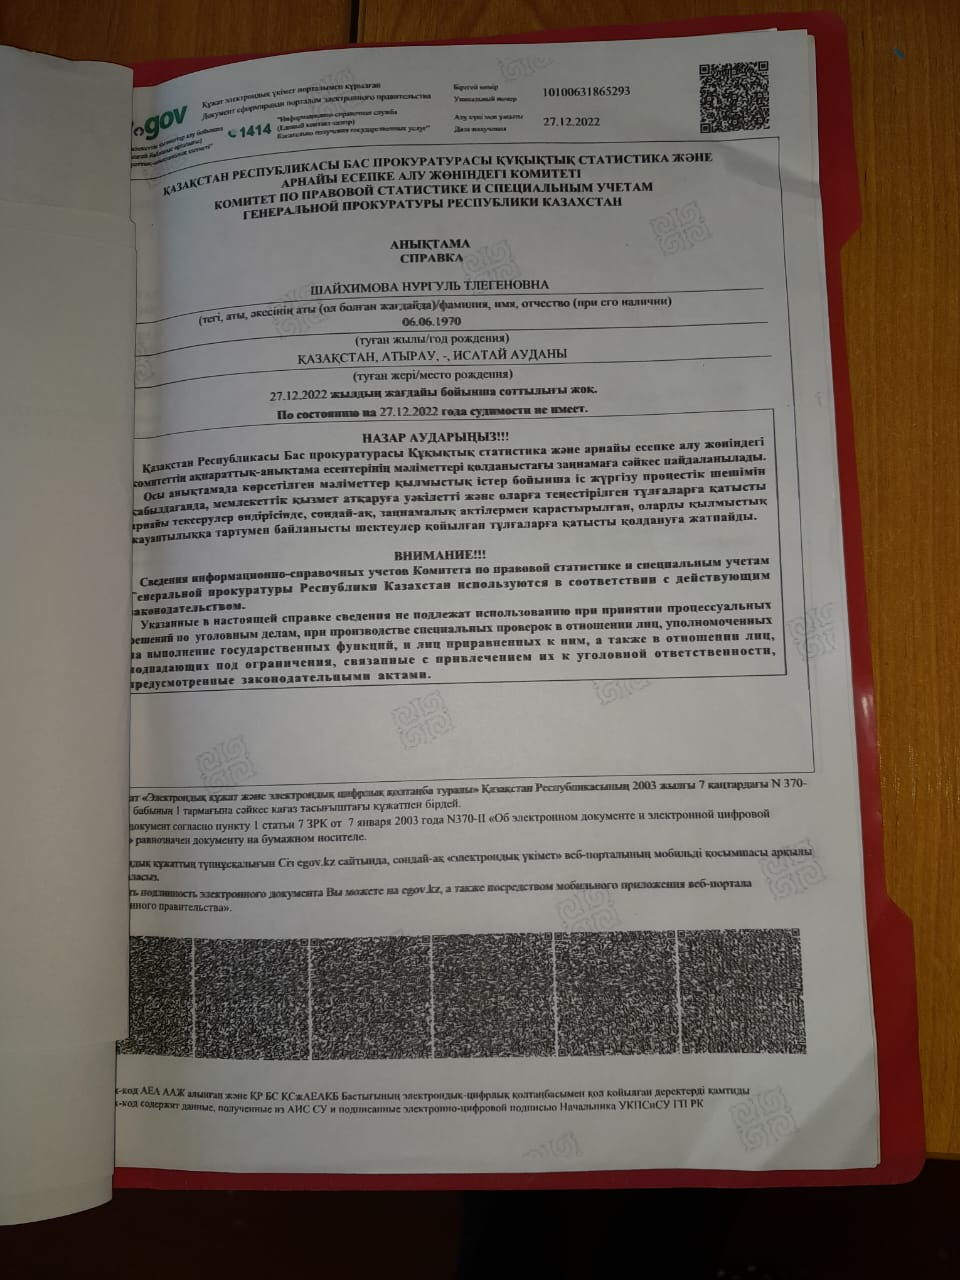 gov
Құжат электрондық үкімет порталымен құрылған
Документ сформирован порталом электронного правительства
1414
"Информационно-справочная служба
(Единый контакт-центр)
Касательно получения государственных услуг"
Бірегей нөмір
Уникальный номер
10100631865293
Алу күні мен уақыты
Дата получения
27.12.2022
ҚАЗАҚСТАН РЕСПУБЛИКАСЫ БАС ПРОКУРАТУРАСЫ ҚҰҚЫҚТЫҚ СТАТИСТИКА ЖӘНЕ
АРНАЙЫ ЕСЕПКЕ АЛУ ЖӨНІНДЕГІ КОМИТЕТІ
КОМИТЕТ ПО ПРАВОВОЙ СТАТИСТИКЕ И СПЕЦИАЛЬНЫМ УЧЕТАМ
ГЕНЕРАЛЬНОЙ ПРОКУРАТУРЫ РЕСПУБЛИКИ КАЗАХСТАН
АНЫҚТАМА
СПРАВКА
ШАЙХИМОВА НУРГУЛЬ ТЛЕГЕНОВНА
(тегі, аты, әкесінің аты (ол болған жағдайда)/фамилия, имя, отчество (при его наличии)
06.06.1970
(туған жылы/год рождения)
ҚАЗАҚСТАН, АТЫРАУ, -, ИСАТАЙ АУДАНЫ
(туған жері/место рождения)
27.12.2022 жылдың жағдайы бойынша соттылығы жоқ.
По состоянию на 27.12.2022 года судимости не имеет.
НАЗАР АУДАРЫҢЫЗ!!!
Қазақстан Республикасы Бас прокуратурасы Құқықтық статистика және арнайы есепке алу жөніндегі
комитеттің ақпараттық-анықтама есептерінің мәліметтері қолданыстағы заңнамаға сәйкес пайдаланылады.
Осы анықтамада көрсетілген мәліметтер қылмыстық істер бойынша іс жүргізу процестік шешімін
қабылдағанда, мемлекеттік қызмет атқаруға уәкілетті және оларға теңестірілген тұлғаларға қатысты
арнайы тексерулер өндірісінде, сондай-ақ, заңнамалық актілермен қарастырылған, оларды қылмыстық
жауаптылыққа тартумен байланысты шектеулер қойылған тұлғаларға қатысты қолдануға жатпайды.
ВНИМАНИЕ!!!
Сведения информационно-справочных учетов Комитета по правовой статистике и специальным учетам
Генеральной прокуратуры Республики Казахстан используются в соответствии с действующим
законодательством.
Указанные в настоящей справке сведения не подлежат использованию при принятии процессуальных
решений по уголовным делам, при производстве специальных проверок в отношении лиц, уполномоченных
на выполнение государственных функций, и лиц приравненных к ним, а также в отношении лиц,
подпадающих под ограничения, связанные с привлечением их к уголовной ответственности,
предусмотренные законодательными актами.
«Электрондық құжат және электрондық цифрлық қолтаңба туралы» Қазақстан Республикасының 2003 жылғы 7 қаңтардағы N 370-
бабының 1 тармағына сәйкес қағаз тасығыштағы құжатпен бірдей.
документ согласно пункту 1 статьи 7 ЗРК от 7 января 2003 года N370-II «Об электронном документе и электронной цифровой
равнозначен документу на бумажном носителе.
құжаттың түпнұсқалығын Сіз egov.kz сайтында, сондай-ақ «электрондық үкімет» веб-порталының мобильді қосымшасы арқылы
подлинность электронного документа Вы можете на egov.kz, а также посредством мобильного приложения веб-портала
правительства».
-код АЕА ААЖ алынған және ҚР БС ҚСжАЕАКБ Бастығының электрондық-цифрлық қолтаңбасымен қол қойылған деректерді қамтиды
-код содержит данные, полученные из АИС СУ и подписанные электронно-цифровой подписью Начальника УКПСиСУ ГП РК